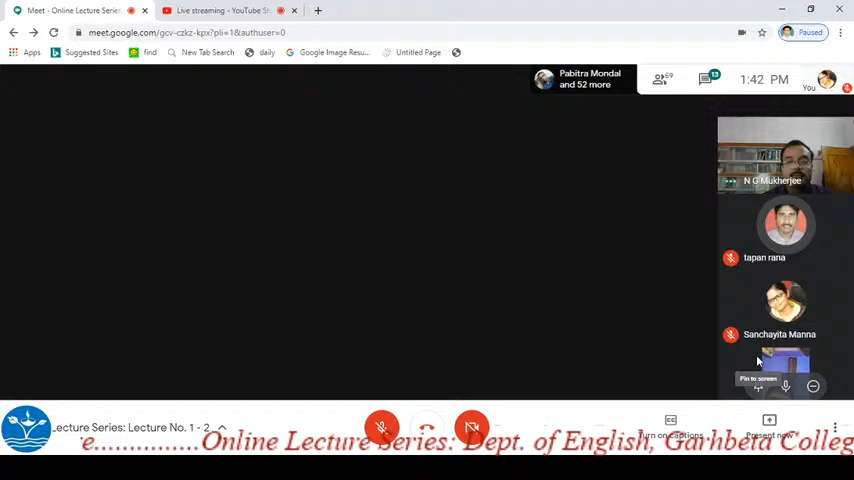 Meet - Online Lecture Series:
Live streaming - YouTube St
meet.google.com/gcv-czkz-kpx?pli=1&authuser=0
Paused
Apps
Suggested Sites
find
New Tab Search
daily
Google Image Resu...
Untitled Page
Pabitra Mondal
and 52 more
59
13
1:42 PM
You
N G Mukherjee
tapan rana
Sanchayita Manna
Pin to screen
ecture Series: Lecture No. 1 - 2
Turn on captions
Present now
e...............Online Lecture Series: Dept. of English, Garhbeta Colleg